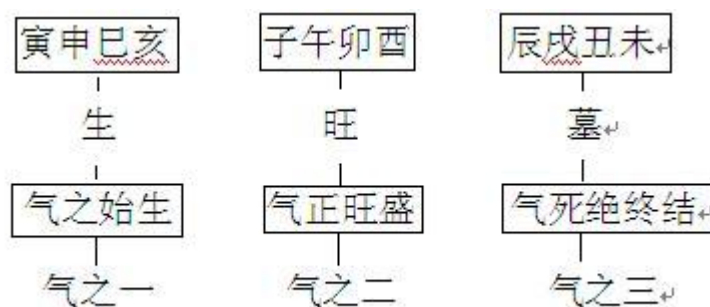 寅申巳亥 子午卯酉 辰戌丑未
生 旺 墓
气之始生 气正旺盛 气死绝终结
气之一 气之二 气之三